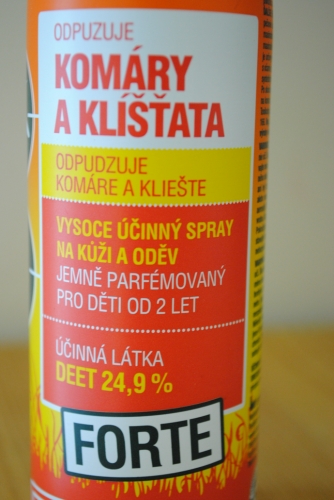 ODPUZUJE
KOMÁRY
A KLÍŠŤATA
ODPUDZUJE
KOMÁRE A KLIEŠTE
VYSOCE ÚČINNÝ SPRAY
NA KŮŽI A ODĚV
JEMNĚ PARFÉMOVANÝ
PRO DĚTI OD 2 LET
ÚČINNÁ LÁTKA
DEET 24,9 %
FORTE